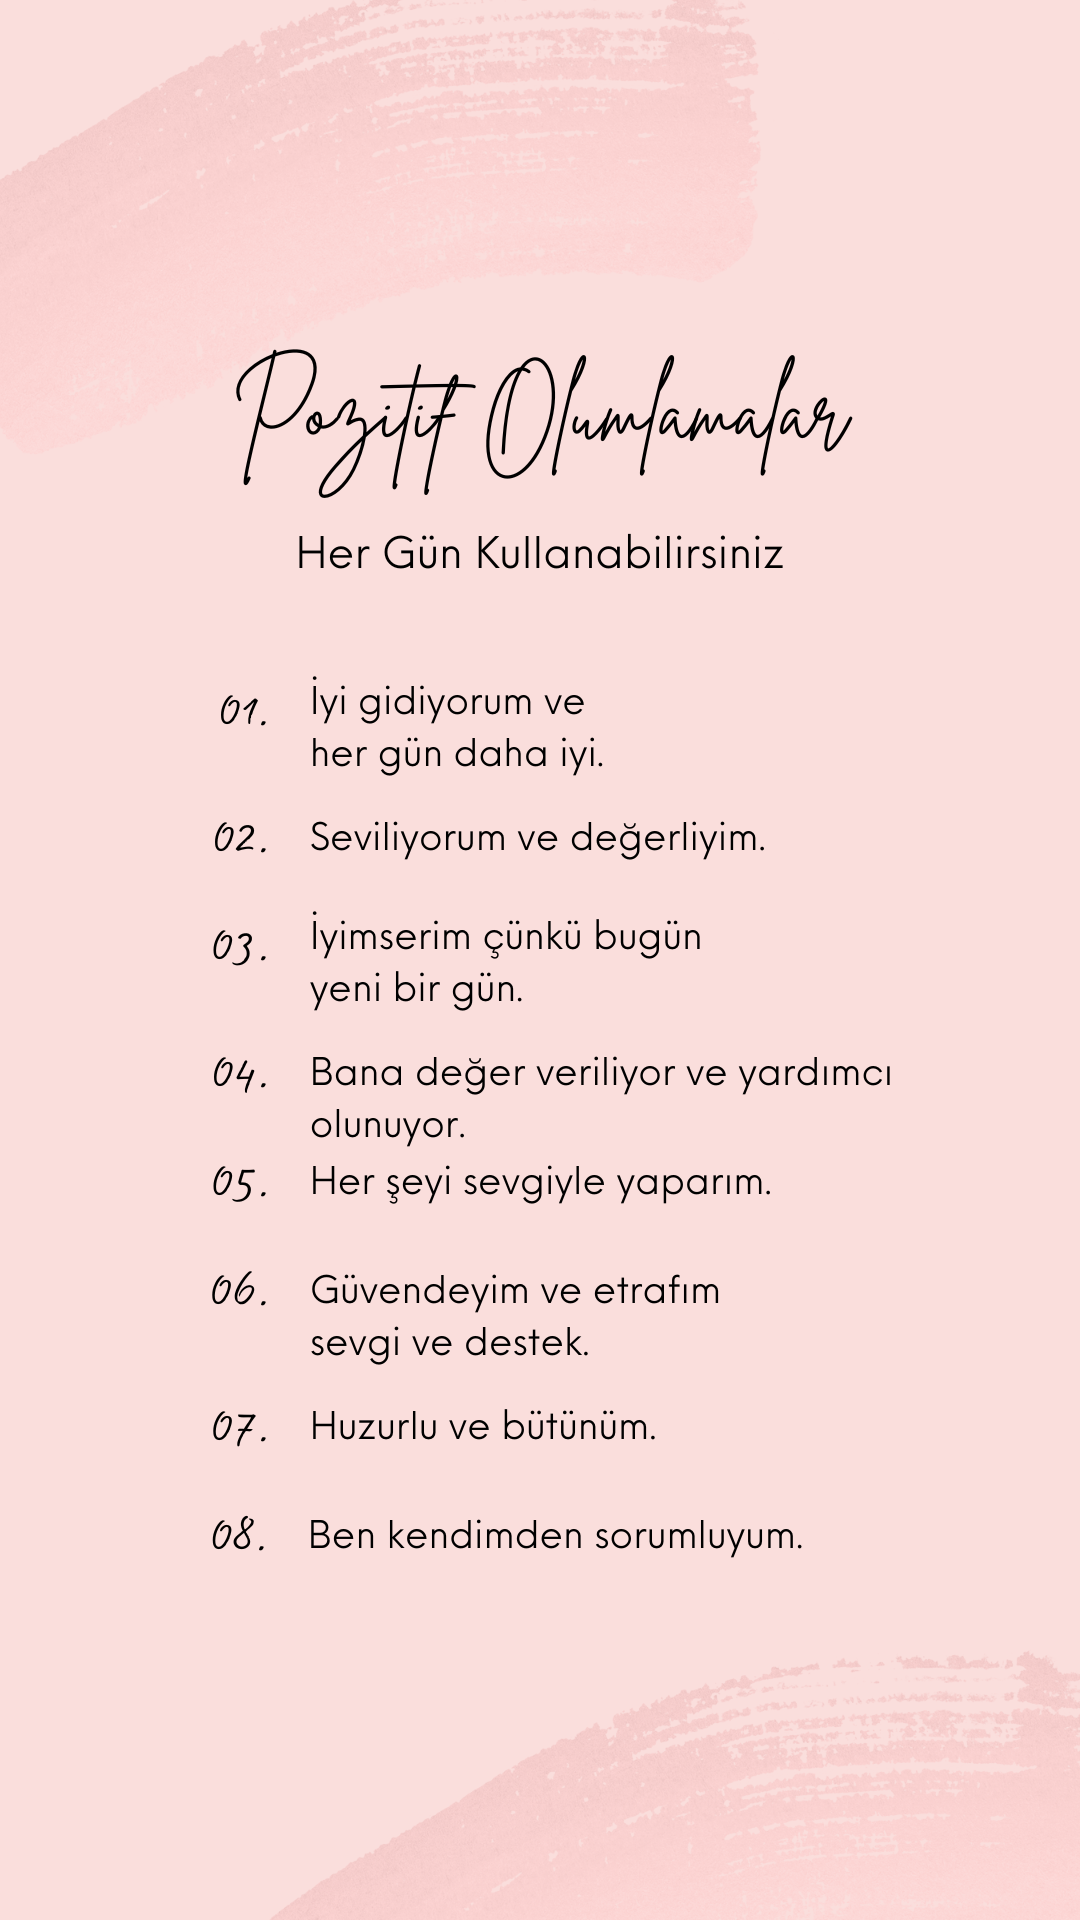 Pozitif Olumlamalar
Her Gün Kullanabilirsiniz
01. İyi gidiyorum ve
her gün daha iyi.
02. Seviliyorum ve değerliyim.
03. İyimserim çünkü bugün
yeni bir gün.
04. Bana değer veriliyor ve yardımcı
olunuyor.
05. Her şeyi sevgiyle yaparım.
06. Güvendeyim ve etrafım
sevgi ve destek.
07. Huzurlu ve bütünüm.
08. Ben kendimden sorumluyum.